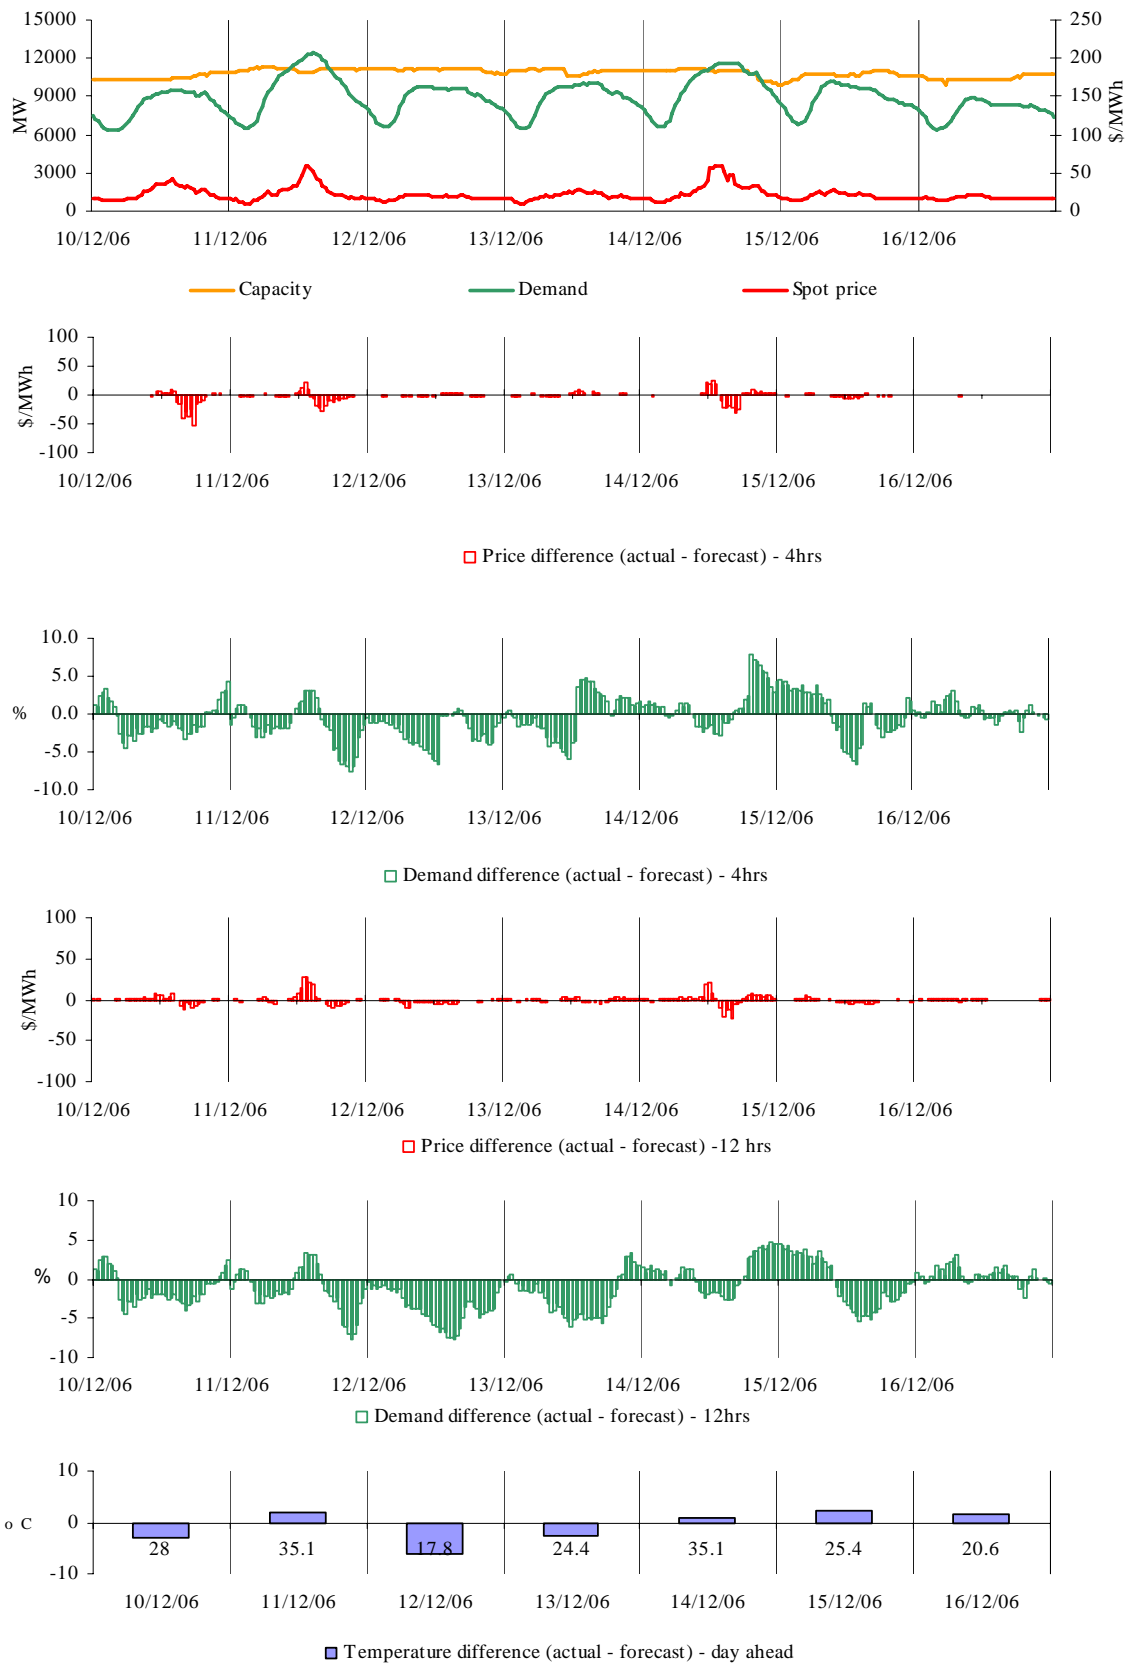 15000 250
12000 200
9000 150
6000 100
3000 50
0 0
MW
$/MWh
10/12/06 11/12/06 12/12/06 13/12/06 14/12/06 15/12/06 16/12/06
Capacity Demand Spot price
100
50
0
-50
-100
$/MWh
10/12/06 11/12/06 12/12/06 13/12/06 14/12/06 15/12/06 16/12/06
Price difference (actual - forecast) - 4hrs
10.0
5.0
0.0
-5.0
-10.0
%
10/12/06 11/12/06 12/12/06 13/12/06 14/12/06 15/12/06 16/12/06
Demand difference (actual - forecast) - 4hrs
100
50
0
-50
-100
$/MWh
10/12/06 11/12/06 12/12/06 13/12/06 14/12/06 15/12/06 16/12/06
Price difference (actual - forecast) -12 hrs
10
5
0
-5
-10
%
10/12/06 11/12/06 12/12/06 13/12/06 14/12/06 15/12/06 16/12/06
Demand difference (actual - forecast) - 12hrs
10
0
-10
o C
28 35.1 17.8 24.4 35.1 25.4 20.6
10/12/06 11/12/06 12/12/06 13/12/06 14/12/06 15/12/06 16/12/06
Temperature difference (actual - forecast) - day ahead